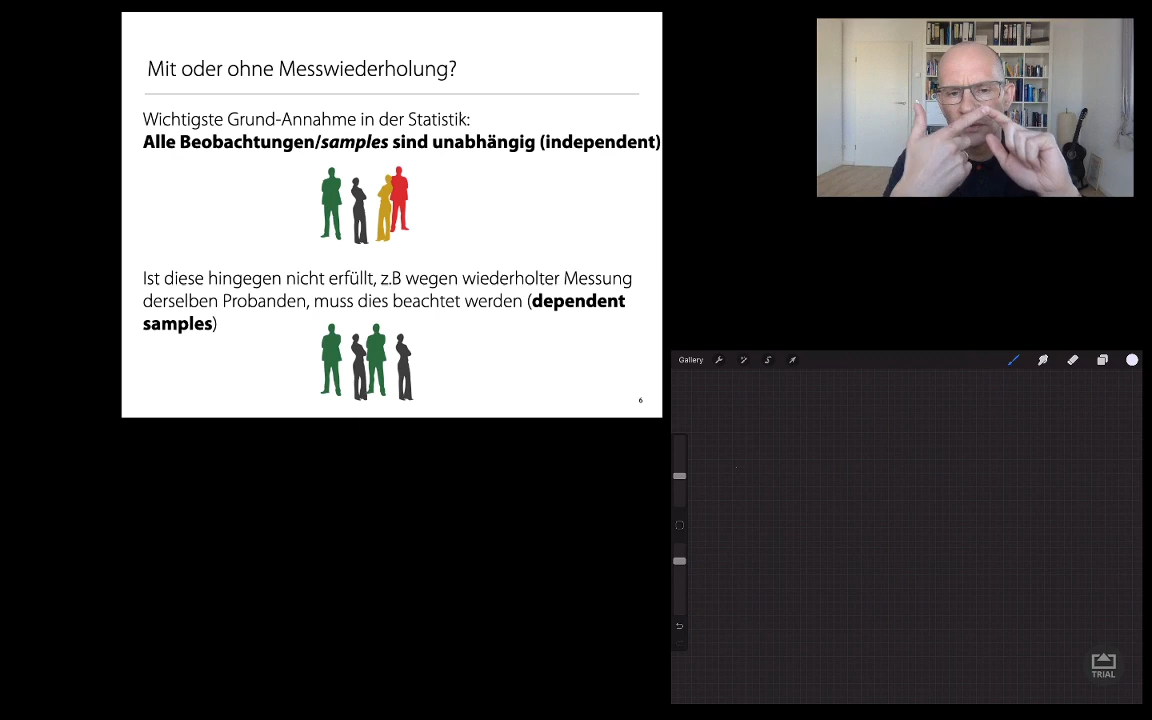 Mit oder ohne Messwiederholung?
Wichtigste Grund-Annahme in der Statistik:
Alle Beobachtungen/samples sind unabhängig (independent)
Ist diese hingegen nicht erfüllt, z.B wegen wiederholter Messung
derselben Probanden, muss dies beachtet werden (dependent
samples)
6
Gallery
TRIAL